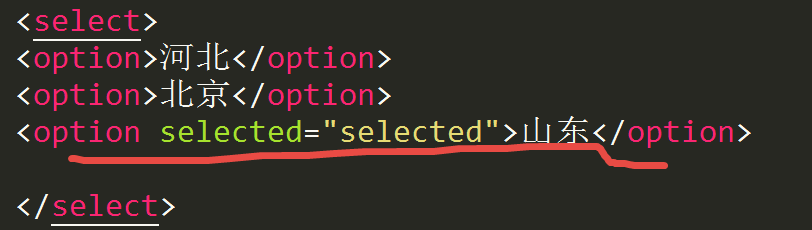 <select>
<option>河北</option>
<option>北京</option>
<option selected="selected">山东</option>
</select>